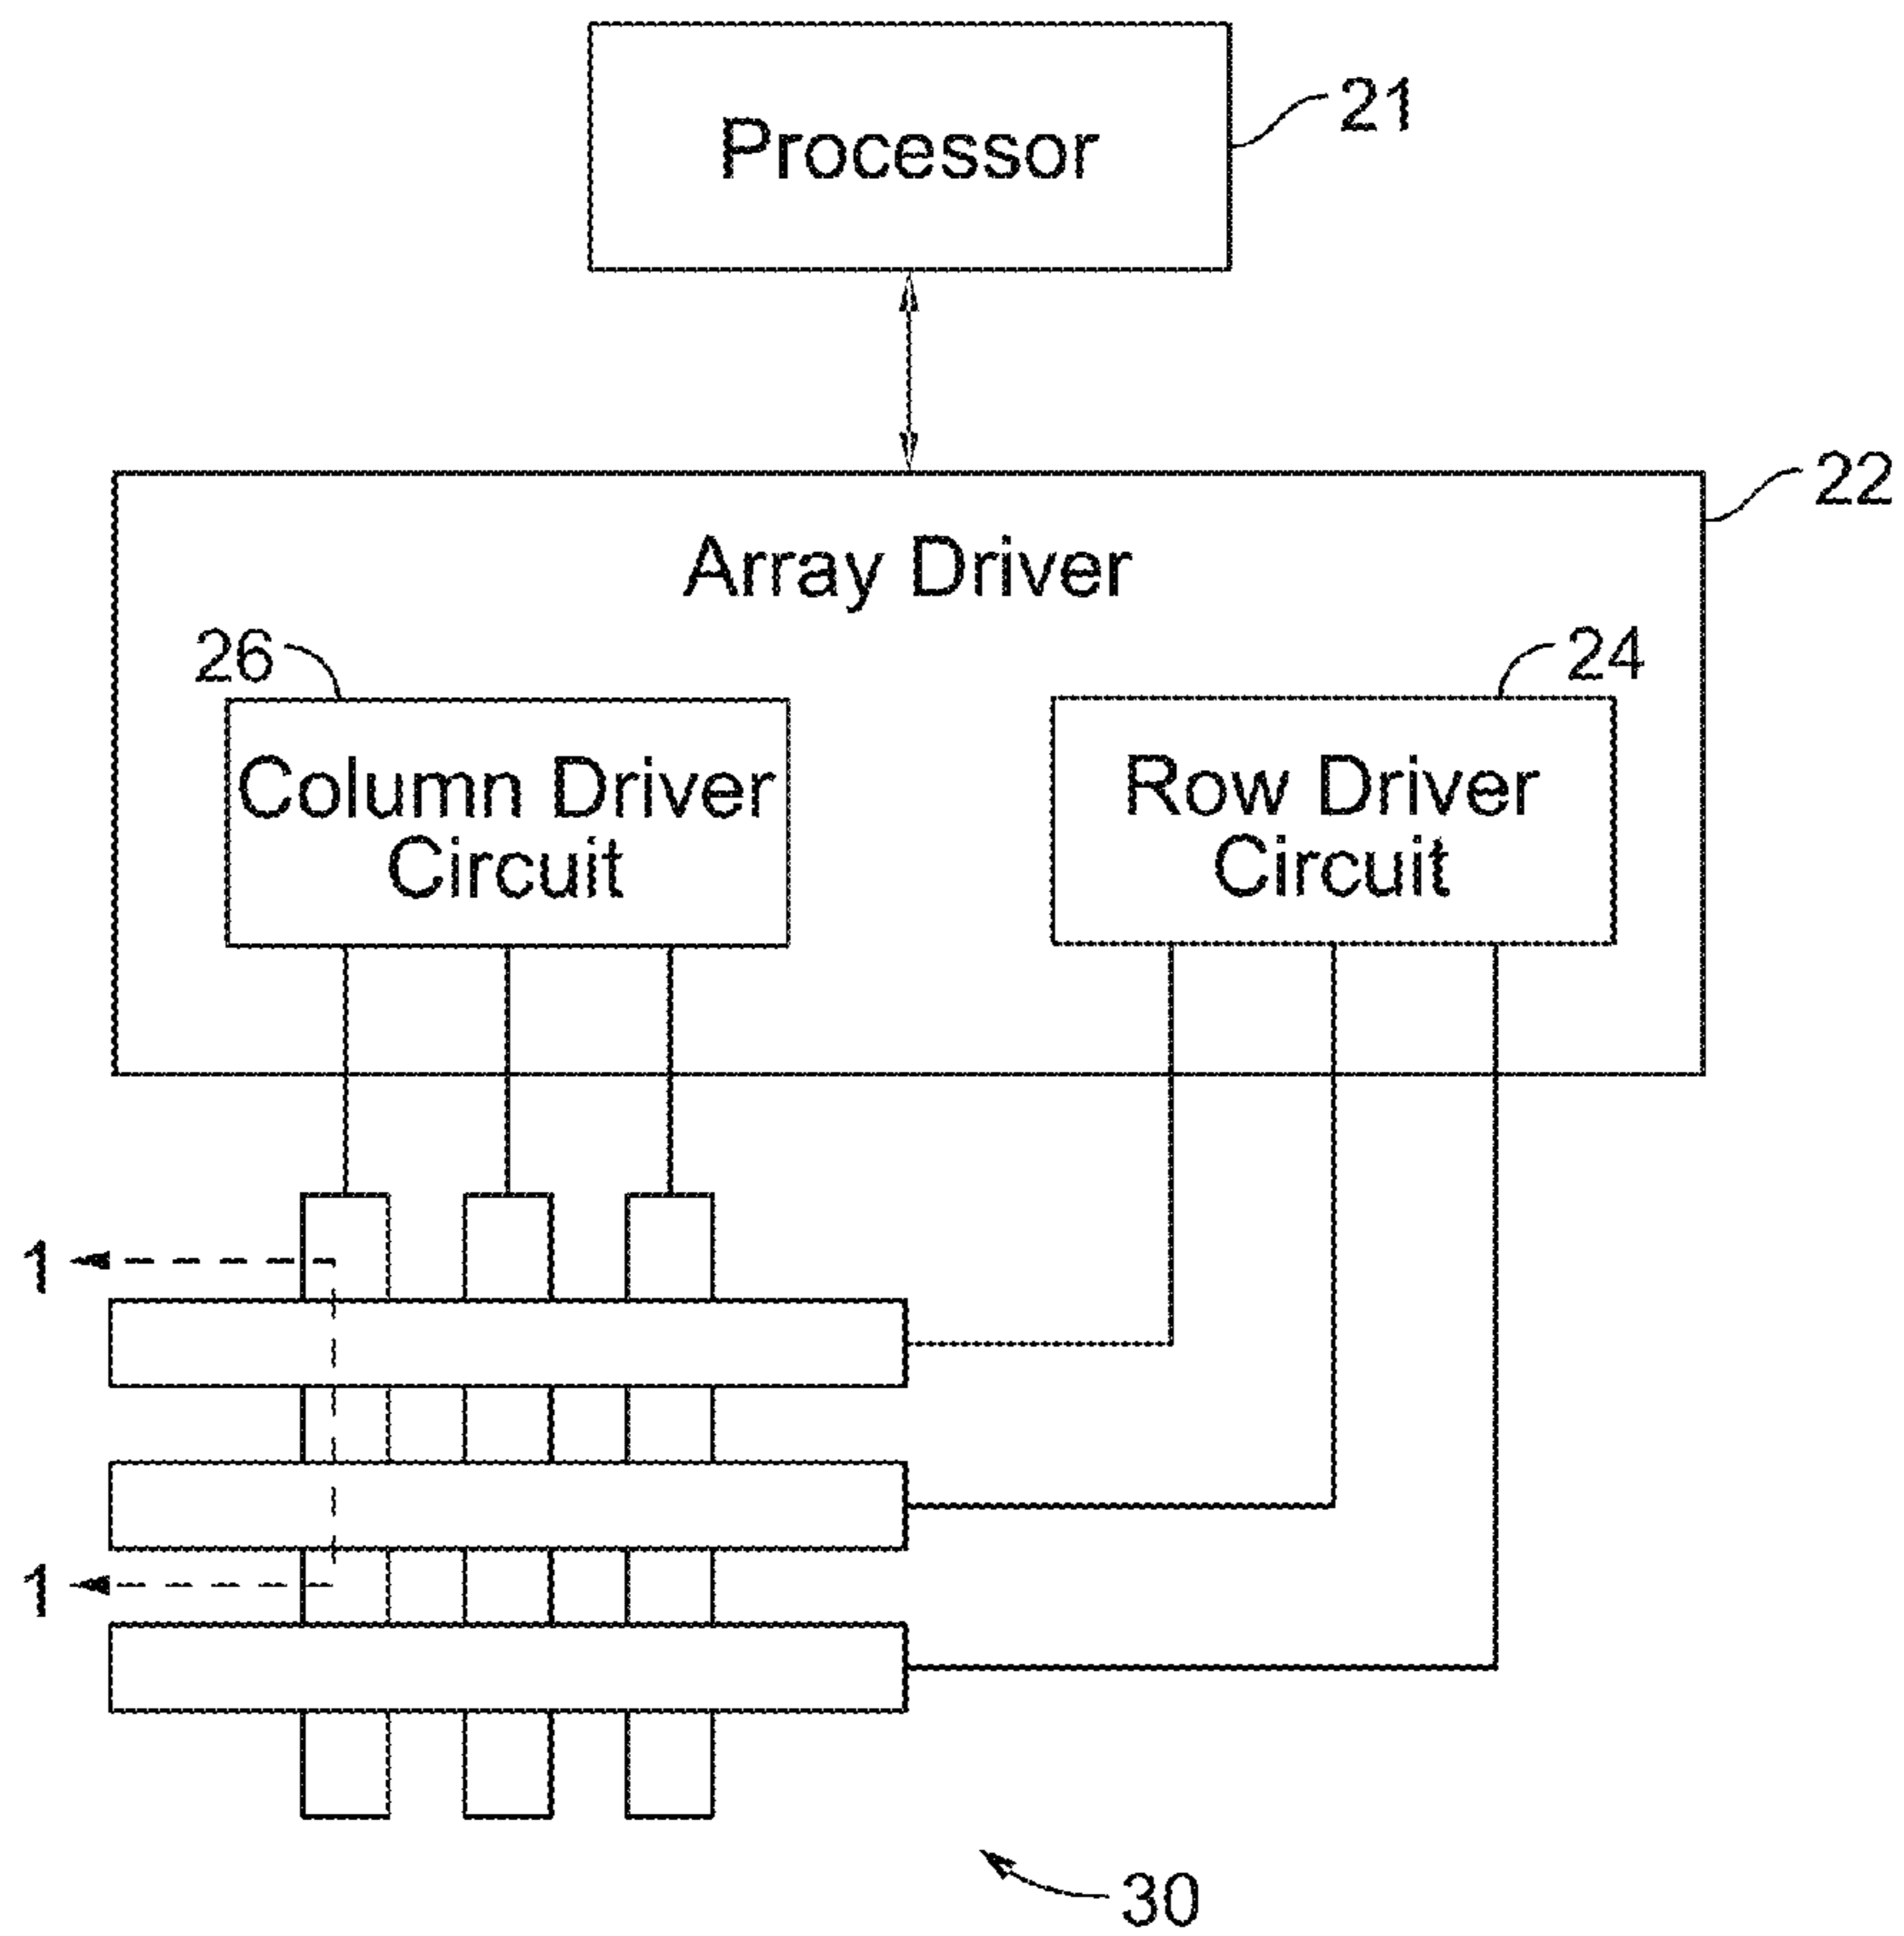 Processor
21
22
Array Driver
26
24
Column Driver
Circuit
Row Driver
Circuit
1
1
30